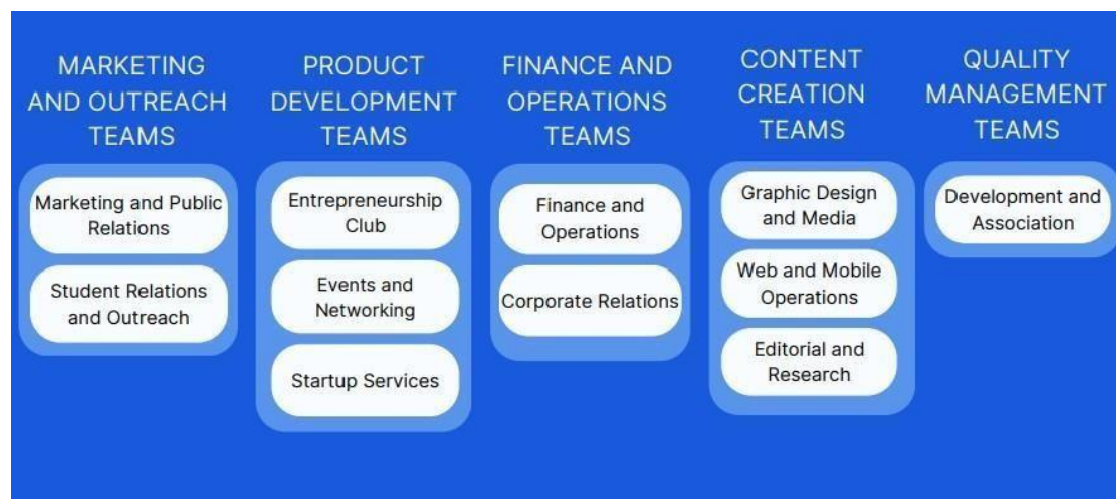 MARKETING
AND OUTREACH
TEAMS
Marketing and Public
Relations
Student Relations
and Outreach
PRODUCT
DEVELOPMENT
TEAMS
Entrepreneurship
Club
Events and
Networking
Startup Services
FINANCE AND
OPERATIONS
TEAMS
Finance and
Operations
Corporate Relations
CONTENT
CREATION
TEAMS
Graphic Design
and Media
Web and Mobile
Operations
Editorial and
Research
QUALITY
MANAGEMENT
TEAMS
Development and
Association